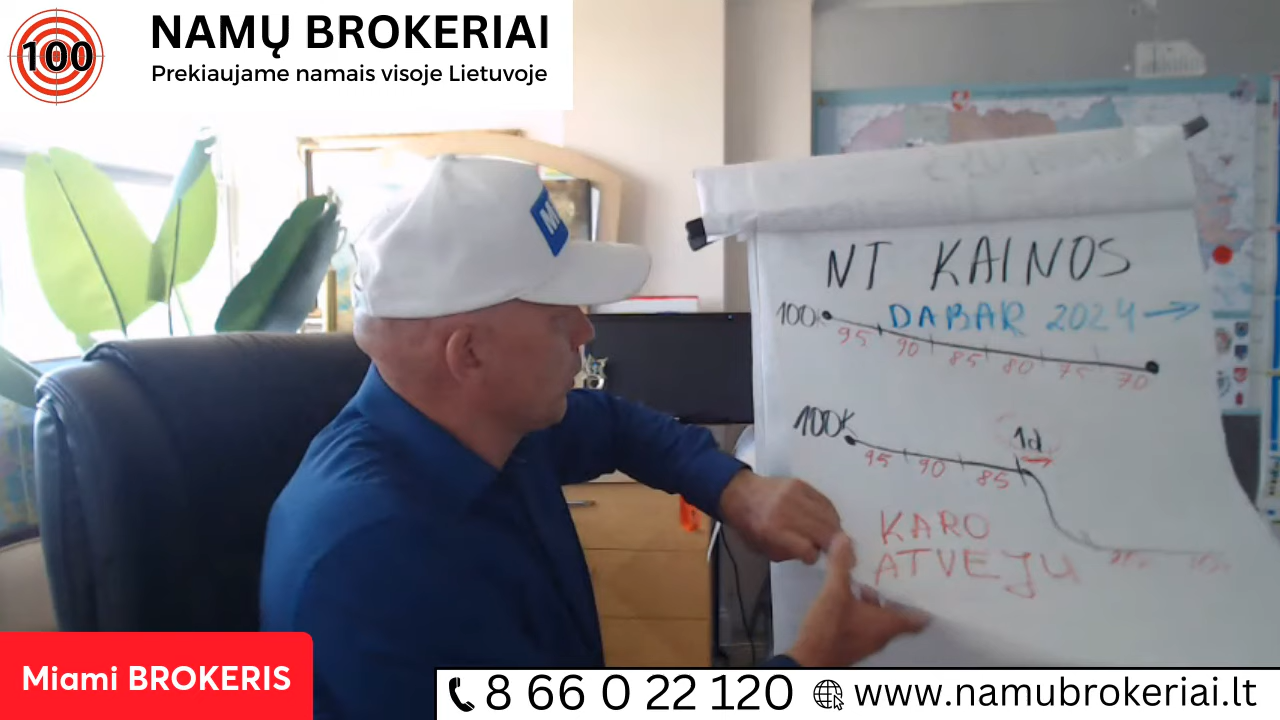 100
NAMŲ BROKERIAI
Prekiaujame namais visoje Lietuvoje
M
NT KAINOS
DABAR 2024 →
100K
95 90 85 80 75 70
100K
1d
95 90 85
KARO
ATVEJU
Miami BROKERIS
8 66 0 22 120
www.namubrokeriai.lt